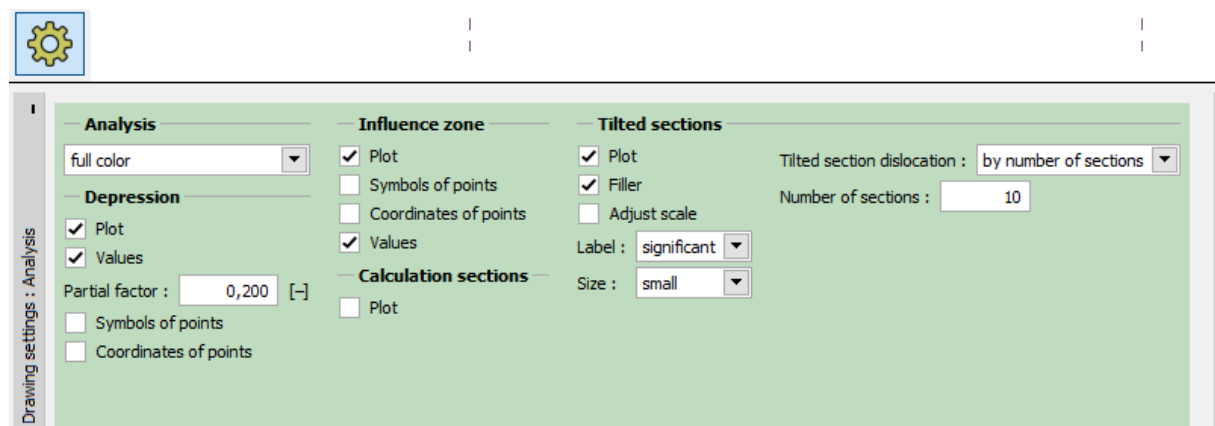 Drawing settings : Analysis
Analysis
full color
Depression
Plot
Values
Partial factor : 0,200 [–]
Symbols of points
Coordinates of points
Influence zone
Plot
Symbols of points
Coordinates of points
Values
Calculation sections
Plot
Tilted sections
Plot
Filler
Adjust scale
Label : significant
Size : small
Tilted section dislocation : by number of sections
Number of sections : 10